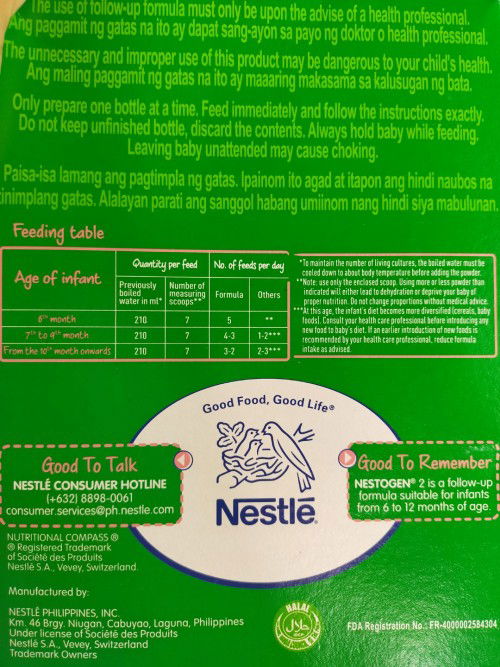 The use of follow-up formula must only be upon the advise of a health professional.
Ang paggamit ng gatas na ito ay dapat sang-ayon sa payo ng doktor o health professional.
The unnecessary and improper use of this product may be dangerous to your child's health.
Ang maling paggamit ng gatas na ito ay maaaring makasama sa kalusugan ng bata.
Only prepare one bottle at a time. Feed immediately and follow the instructions exactly.
Do not keep unfinished bottle, discard the contents. Always hold baby while feeding.
Leaving baby unattended may cause choking.
Paisa-isa lamang ang pagtimpla ng gatas. Ipainom ito agad at itapon ang hindi naubos na
tinimplang gatas. Alalayan parati ang sanggol habang umiinom nang hindi siya mabulunan.
Feeding table
Age of infant
Quantity per feed
No. of feeds per day
Previously boiled water in ml*
Number of measuring scoops**
Formula
Others
6th month 210 7 5 **
7th to 9th month 210 7 4-3 1-2***
From the 10th month onwards 210 7 3-2 2-3***
*To maintain the number of living cultures, the boiled water must be
cooled down to about body temperature before adding the powder.
**Note: use only the enclosed scoop. Using more or less powder than
indicated will either lead to dehydration or deprive your baby of
proper nutrition. Do not change proportions without medical advice.
***At this age, the infant's diet becomes more diversified (cereals, baby
foods). Consult your health care professional before introducing any
new food to baby's diet. If an earlier introduction of new foods is
recommended by your health care professional, reduce formula
intake as advised.
Good Food, Good Life®
Nestlé®
Good To Talk
NESTLÉ CONSUMER HOTLINE
(+632) 8898-0061
consumer.services@ph.nestle.com
Good To Remember
NESTOGEN® 2 is a follow-up
formula suitable for infants
from 6 to 12 months of age.
NUTRITIONAL COMPASS ®
® Registered Trademark
of Société des Produits
Nestlé S.A., Vevey, Switzerland.
Manufactured by:
NESTLÉ PHILIPPINES, INC.
Km. 46 Brgy. Niugan, Cabuyao, Laguna, Philippines
Under license of Société des Produits
Nestlé S.A., Vevey, Switzerland
Trademark Owners
HALAL
حلال
FDA Registration No.: FR-4000002584304